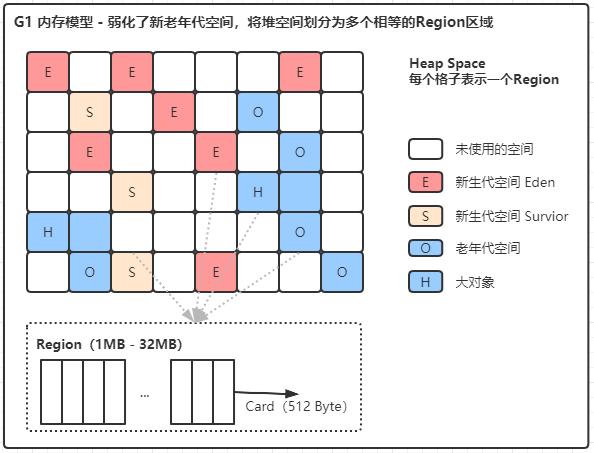 G1 内存模型 - 弱化了新老年代空间，将堆空间划分为多个相等的Region区域
Heap Space
每个格子表示一个Region
E E E
S E O
E E O
S H
H O
O S E O
未使用的空间
E 新生代空间 Eden
S 新生代空间 Survior
O 老年代空间
H 大对象
Region（1MB - 32MB）
...
Card（512 Byte）